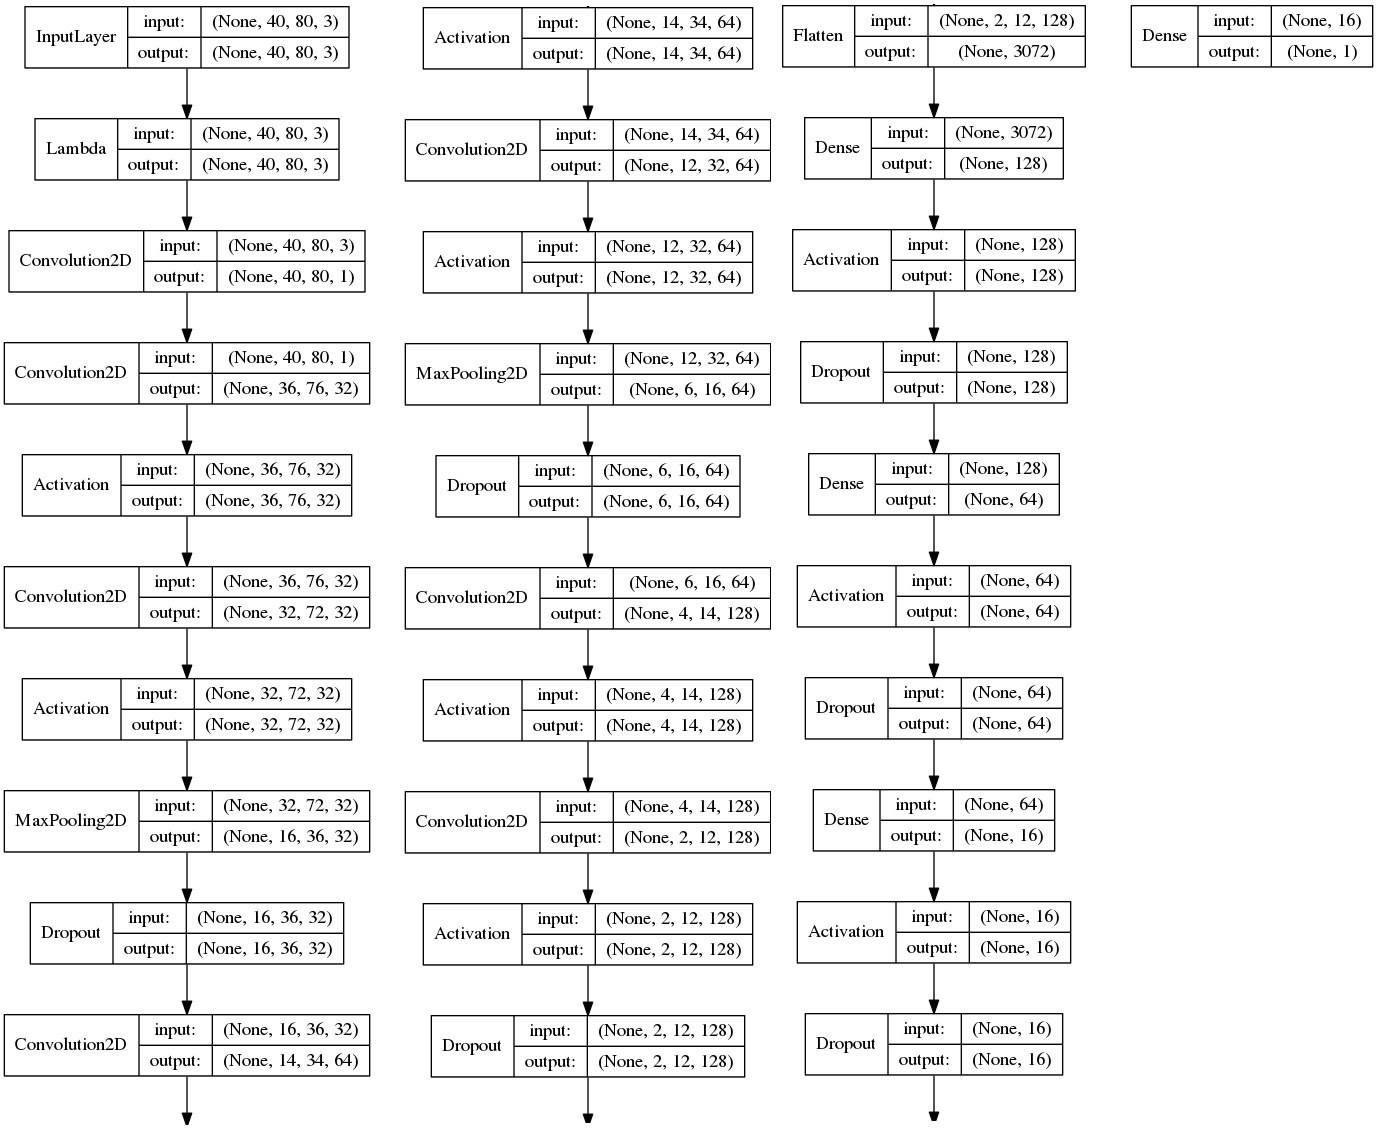 InputLayer
input: (None, 40, 80, 3)
output: (None, 40, 80, 3)
Lambda
input: (None, 40, 80, 3)
output: (None, 40, 80, 3)
Convolution2D
input: (None, 40, 80, 3)
output: (None, 40, 80, 1)
Convolution2D
input: (None, 40, 80, 1)
output: (None, 36, 76, 32)
Activation
input: (None, 36, 76, 32)
output: (None, 36, 76, 32)
Convolution2D
input: (None, 36, 76, 32)
output: (None, 32, 72, 32)
Activation
input: (None, 32, 72, 32)
output: (None, 32, 72, 32)
MaxPooling2D
input: (None, 32, 72, 32)
output: (None, 16, 36, 32)
Dropout
input: (None, 16, 36, 32)
output: (None, 16, 36, 32)
Convolution2D
input: (None, 16, 36, 32)
output: (None, 14, 34, 64)
Activation
input: (None, 14, 34, 64)
output: (None, 14, 34, 64)
Convolution2D
input: (None, 14, 34, 64)
output: (None, 12, 32, 64)
Activation
input: (None, 12, 32, 64)
output: (None, 12, 32, 64)
MaxPooling2D
input: (None, 12, 32, 64)
output: (None, 6, 16, 64)
Dropout
input: (None, 6, 16, 64)
output: (None, 6, 16, 64)
Convolution2D
input: (None, 6, 16, 64)
output: (None, 4, 14, 128)
Activation
input: (None, 4, 14, 128)
output: (None, 4, 14, 128)
Convolution2D
input: (None, 4, 14, 128)
output: (None, 2, 12, 128)
Activation
input: (None, 2, 12, 128)
output: (None, 2, 12, 128)
Dropout
input: (None, 2, 12, 128)
output: (None, 2, 12, 128)
Flatten
input: (None, 2, 12, 128)
output: (None, 3072)
Dense
input: (None, 3072)
output: (None, 128)
Activation
input: (None, 128)
output: (None, 128)
Dropout
input: (None, 128)
output: (None, 128)
Dense
input: (None, 128)
output: (None, 64)
Activation
input: (None, 64)
output: (None, 64)
Dropout
input: (None, 64)
output: (None, 64)
Dense
input: (None, 64)
output: (None, 16)
Activation
input: (None, 16)
output: (None, 16)
Dropout
input: (None, 16)
output: (None, 16)
Dense
input: (None, 16)
output: (None, 1)